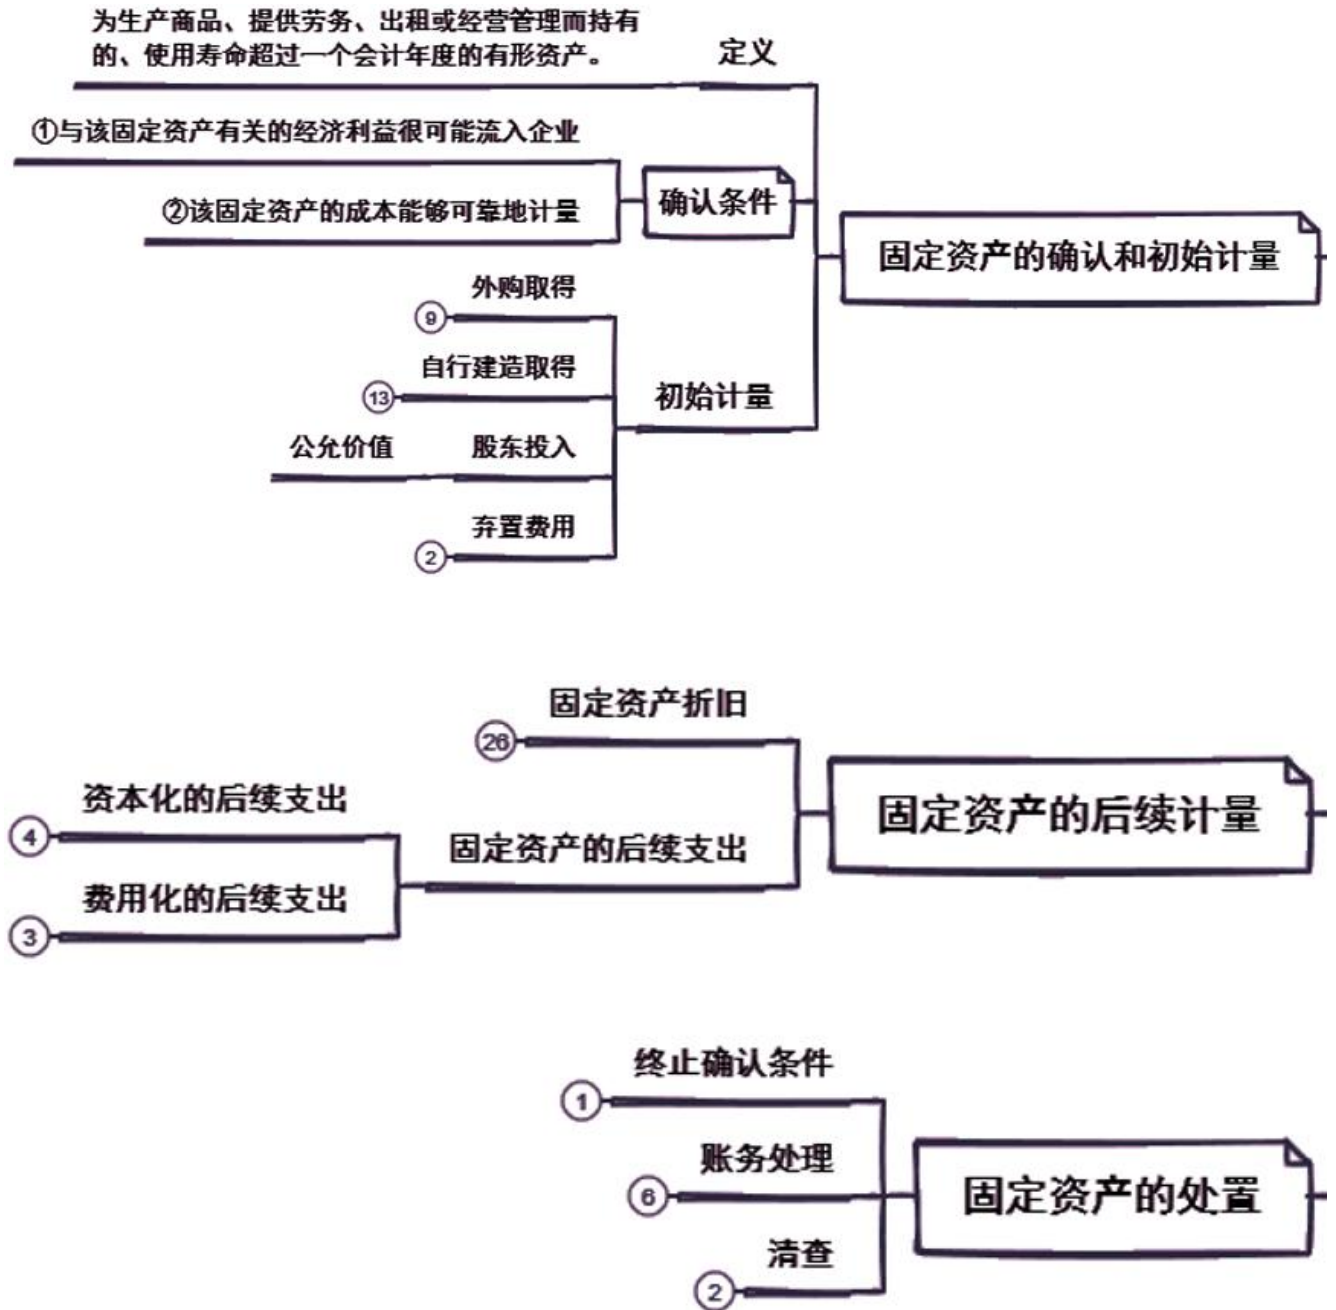 为生产商品、提供劳务、出租或经营管理而持有
的、使用寿命超过一个会计年度的有形资产。
定义
①与该固定资产有关的经济利益很可能流入企业
②该固定资产的成本能够可靠地计量
确认条件
固定资产的确认和初始计量
外购取得
9
自行建造取得
13
初始计量
公允价值
股东投入
弃置费用
2
固定资产折旧
26
资本化的后续支出
4
固定资产的后续支出
固定资产的后续计量
费用化的后续支出
3
终止确认条件
1
账务处理
6
固定资产的处置
清查
2